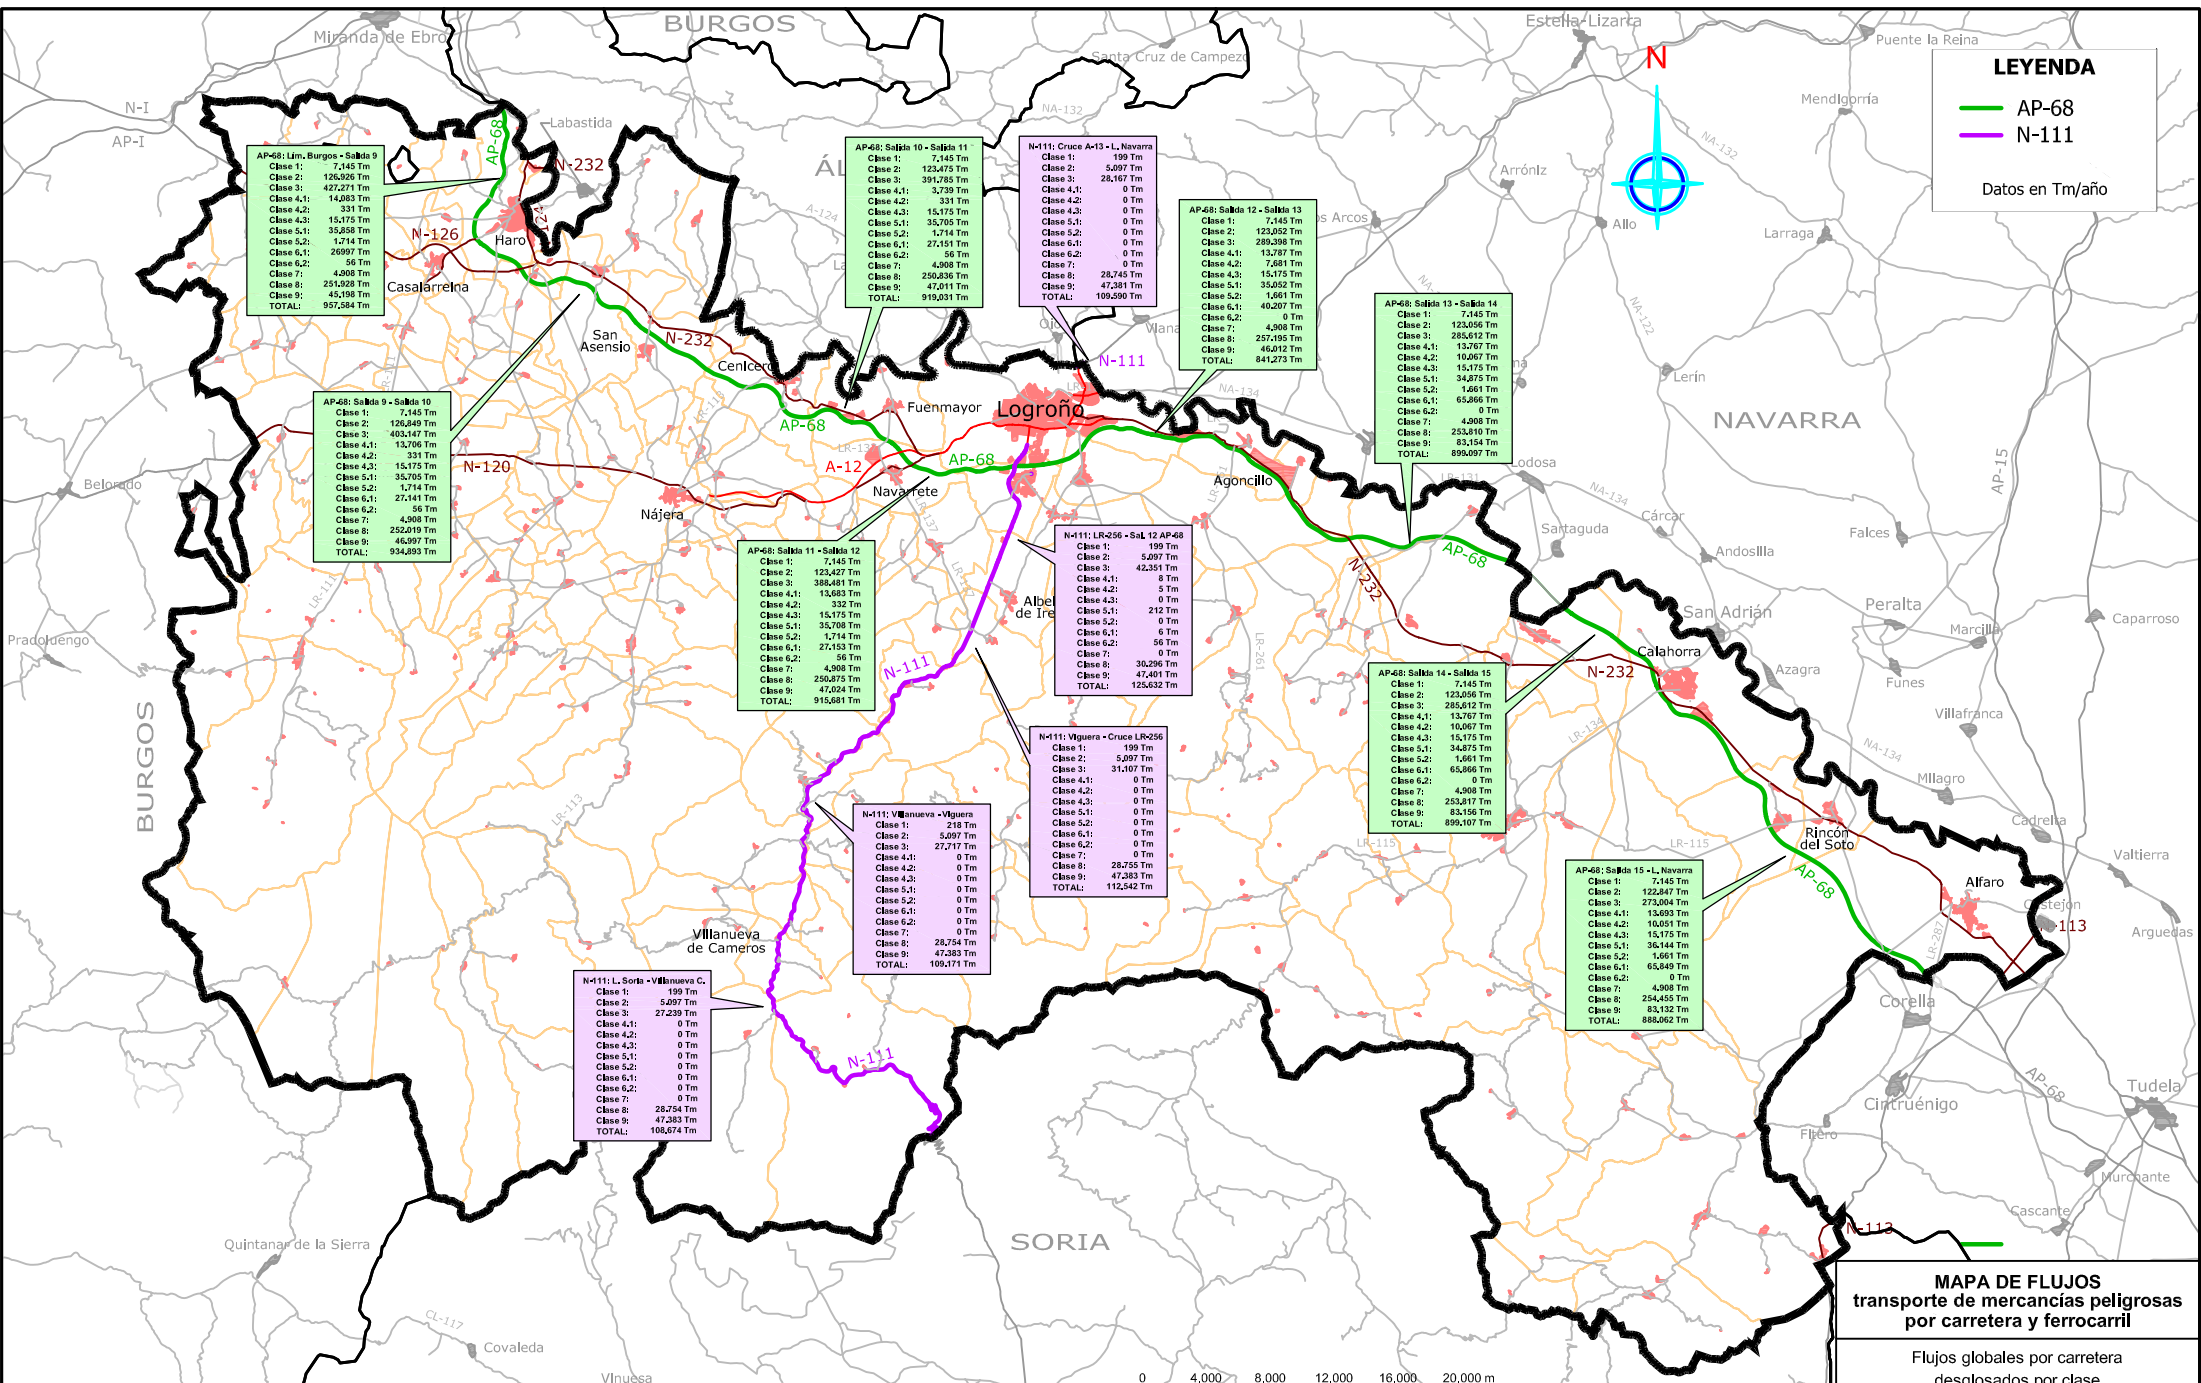 BURGOS
Miranda de Ebro
Santa Cruz de Campezo
Estella-Lizarra
Puente la Reina
N
LEYENDA
AP-68
N-111
Datos en Tm/año
N-I
AP-I
AP-68
Labastida
N-232
NA-132
Mendigorría
NA-132
Arróniz
Allo
Larraga
Arcos
A-124
AP-68: Lím. Burgos - Salida 9
Clase 1: 7.145 Tm
Clase 2: 126.926 Tm
Clase 3: 427.271 Tm
Clase 4.1: 14.083 Tm
Clase 4.2: 331 Tm
Clase 4.3: 15.175 Tm
Clase 5.1: 35.858 Tm
Clase 5.2: 1.714 Tm
Clase 6.1: 26997 Tm
Clase 6.2: 56 Tm
Clase 7: 4.908 Tm
Clase 8: 251.928 Tm
Clase 9: 45.198 Tm
TOTAL: 957.584 Tm
AP-68: Salida 10 - Salida 11
Clase 1: 7.145 Tm
Clase 2: 123.475 Tm
Clase 3: 391.785 Tm
Clase 4.1: 3,739 Tm
Clase 4.2: 331 Tm
Clase 4.3: 15.175 Tm
Clase 5.1: 35,705 Tm
Clase 5.2: 1.714 Tm
Clase 6.1: 27.151 Tm
Clase 6.2: 56 Tm
Clase 7: 4.908 Tm
Clase 8: 250.836 Tm
Clase 9: 47.011 Tm
TOTAL: 919.031 Tm
N-111: Cruce A-13 - L. Navarra
Clase 1: 199 Tm
Clase 2: 5.097 Tm
Clase 3: 28.167 Tm
Clase 4.1: 0 Tm
Clase 4.2: 0 Tm
Clase 4.3: 0 Tm
Clase 5.1: 0 Tm
Clase 5.2: 0 Tm
Clase 6.1: 0 Tm
Clase 6.2: 0 Tm
Clase 7: 0 Tm
Clase 8: 28.745 Tm
Clase 9: 47.381 Tm
TOTAL: 109.590 Tm
AP-68: Salida 12 - Salida 13
Clase 1: 7.145 Tm
Clase 2: 123.052 Tm
Clase 3: 289.398 Tm
Clase 4.1: 13.787 Tm
Clase 4.2: 7.681 Tm
Clase 4.3: 15.175 Tm
Clase 5.1: 35.052 Tm
Clase 5.2: 1.661 Tm
Clase 6.1: 40.207 Tm
Clase 6.2: 0 Tm
Clase 7: 4.908 Tm
Clase 8: 257.195 Tm
Clase 9: 46.012 Tm
TOTAL: 841.273 Tm
AP-68: Salida 13 - Salida 14
Clase 1: 7.145 Tm
Clase 2: 123.056 Tm
Clase 3: 285.612 Tm
Clase 4.1: 13.767 Tm
Clase 4.2: 10.067 Tm
Clase 4.3: 15.175 Tm
Clase 5.1: 34.875 Tm
Clase 5.2: 1.661 Tm
Clase 6.1: 65.866 Tm
Clase 6.2: 0 Tm
Clase 7: 4.908 Tm
Clase 8: 253.810 Tm
Clase 9: 83.154 Tm
TOTAL: 899.097 Tm
N-126
Haro
Casalarreina
San
Asensio
N-232
Cenicero
Fuenmayor
Logroño
N-111
Viana
NA-134
NA-122
Lerín
NAVARRA
AP-15
AP-68: Salida 9 - Salida 10
Clase 1: 7.145 Tm
Clase 2: 126.849 Tm
Clase 3: 403.147 Tm
Clase 4.1: 13,706 Tm
Clase 4.2: 331 Tm
Clase 4.3: 15.175 Tm
Clase 5.1: 35.705 Tm
Clase 5.2: 1.714 Tm
Clase 6.1: 27.141 Tm
Clase 6.2: 56 Tm
Clase 7: 4.908 Tm
Clase 8: 252.019 Tm
Clase 9: 46.997 Tm
TOTAL: 934.893 Tm
Belorado
N-120
LR-111
AP-68
A-12
AP-68
Navarrete
Nájera
LR-137
Agoncillo
LR-131
Lodosa
NA-134
Cárcar
Sartaguda
Andosilla
Falces
AP-68
N-232
AP-68: Salida 11 - Salida 12
Clase 1: 7.145 Tm
Clase 2: 123.427 Tm
Clase 3: 388.481 Tm
Clase 4.1: 13.683 Tm
Clase 4.2: 332 Tm
Clase 4.3: 15.175 Tm
Clase 5.1: 35.708 Tm
Clase 5.2: 1.714 Tm
Clase 6.1: 27.153 Tm
Clase 6.2: 56 Tm
Clase 7: 4.908 Tm
Clase 8: 250.875 Tm
Clase 9: 47.024 Tm
TOTAL: 915.681 Tm
N-111: LR-256 - Sal. 12 AP-68
Clase 1: 199 Tm
Clase 2: 5.097 Tm
Clase 3: 42.351 Tm
Clase 4.1: 8 Tm
Clase 4.2: 5 Tm
Clase 4.3: 0 Tm
Clase 5.1: 212 Tm
Clase 5.2: 0 Tm
Clase 6.1: 6 Tm
Clase 6.2: 56 Tm
Clase 7: 0 Tm
Clase 8: 30.296 Tm
Clase 9: 47.401 Tm
TOTAL: 125.632 Tm
N-111
LR-261
San Adrián
Peralta
Marcilla
Caparroso
Calahorra
Azagra
Funes
N-232
Villafranca
Pradoluengo
LR-111
BURGOS
LR-134
NA-134
Milagro
AP-68: Salida 14 - Salida 15
Clase 1: 7.145 Tm
Clase 2: 123.056 Tm
Clase 3: 285.612 Tm
Clase 4.1: 13.767 Tm
Clase 4.2: 10.067 Tm
Clase 4.3: 15.175 Tm
Clase 5.1: 34.875 Tm
Clase 5.2: 1.661 Tm
Clase 6.1: 65.866 Tm
Clase 6.2: 0 Tm
Clase 7: 4.908 Tm
Clase 8: 253.817 Tm
Clase 9: 83.156 Tm
TOTAL: 899.107 Tm
N-111: Viguera - Cruce LR-256
Clase 1: 199 Tm
Clase 2: 5.097 Tm
Clase 3: 31.107 Tm
Clase 4.1: 0 Tm
Clase 4.2: 0 Tm
Clase 4.3: 0 Tm
Clase 5.1: 0 Tm
Clase 5.2: 0 Tm
Clase 6.1: 0 Tm
Clase 6.2: 0 Tm
Clase 7: 0 Tm
Clase 8: 28.755 Tm
Clase 9: 47.383 Tm
TOTAL: 112.542 Tm
N-111: Villanueva - Viguera
Clase 1: 218 Tm
Clase 2: 5.097 Tm
Clase 3: 27.717 Tm
Clase 4.1: 0 Tm
Clase 4.2: 0 Tm
Clase 4.3: 0 Tm
Clase 5.1: 0 Tm
Clase 5.2: 0 Tm
Clase 6.1: 0 Tm
Clase 6.2: 0 Tm
Clase 7: 0 Tm
Clase 8: 28.754 Tm
Clase 9: 47.383 Tm
TOTAL: 109.171 Tm
LR-113
LR-115
LR-115
Rincón
del Soto
Cadreita
Valtierra
AP-68
Alfaro
Castejón
Arguedas
LR-287
AP-68: Salida 15 - L. Navarra
Clase 1: 7.145 Tm
Clase 2: 122.847 Tm
Clase 3: 273.004 Tm
Clase 4.1: 13.693 Tm
Clase 4.2: 10.051 Tm
Clase 4.3: 15.175 Tm
Clase 5.1: 36.144 Tm
Clase 5.2: 1.661 Tm
Clase 6.1: 65.849 Tm
Clase 6.2: 0 Tm
Clase 7: 4.908 Tm
Clase 8: 254.455 Tm
Clase 9: 83.132 Tm
TOTAL: 888.062 Tm
Villanueva
de Cameros
N-111: L. Soria - Villanueva C.
Clase 1: 199 Tm
Clase 2: 5.097 Tm
Clase 3: 27.239 Tm
Clase 4.1: 0 Tm
Clase 4.2: 0 Tm
Clase 4.3: 0 Tm
Clase 5.1: 0 Tm
Clase 5.2: 0 Tm
Clase 6.1: 0 Tm
Clase 6.2: 0 Tm
Clase 7: 0 Tm
Clase 8: 28.754 Tm
Clase 9: 47.383 Tm
TOTAL: 108.674 Tm
N-111
Corella
AP-68
Cintruénigo
Tudela
Fitero
Murchante
Cascante
N-113
SORIA
Quintanar de la Sierra
CL-117
Covaleda
Vinuesa
0 4,000 8,000 12,000 16,000 20,000 m
MAPA DE FLUJOS
transporte de mercancías peligrosas
por carretera y ferrocarril
Flujos globales por carretera
desglosados por clase